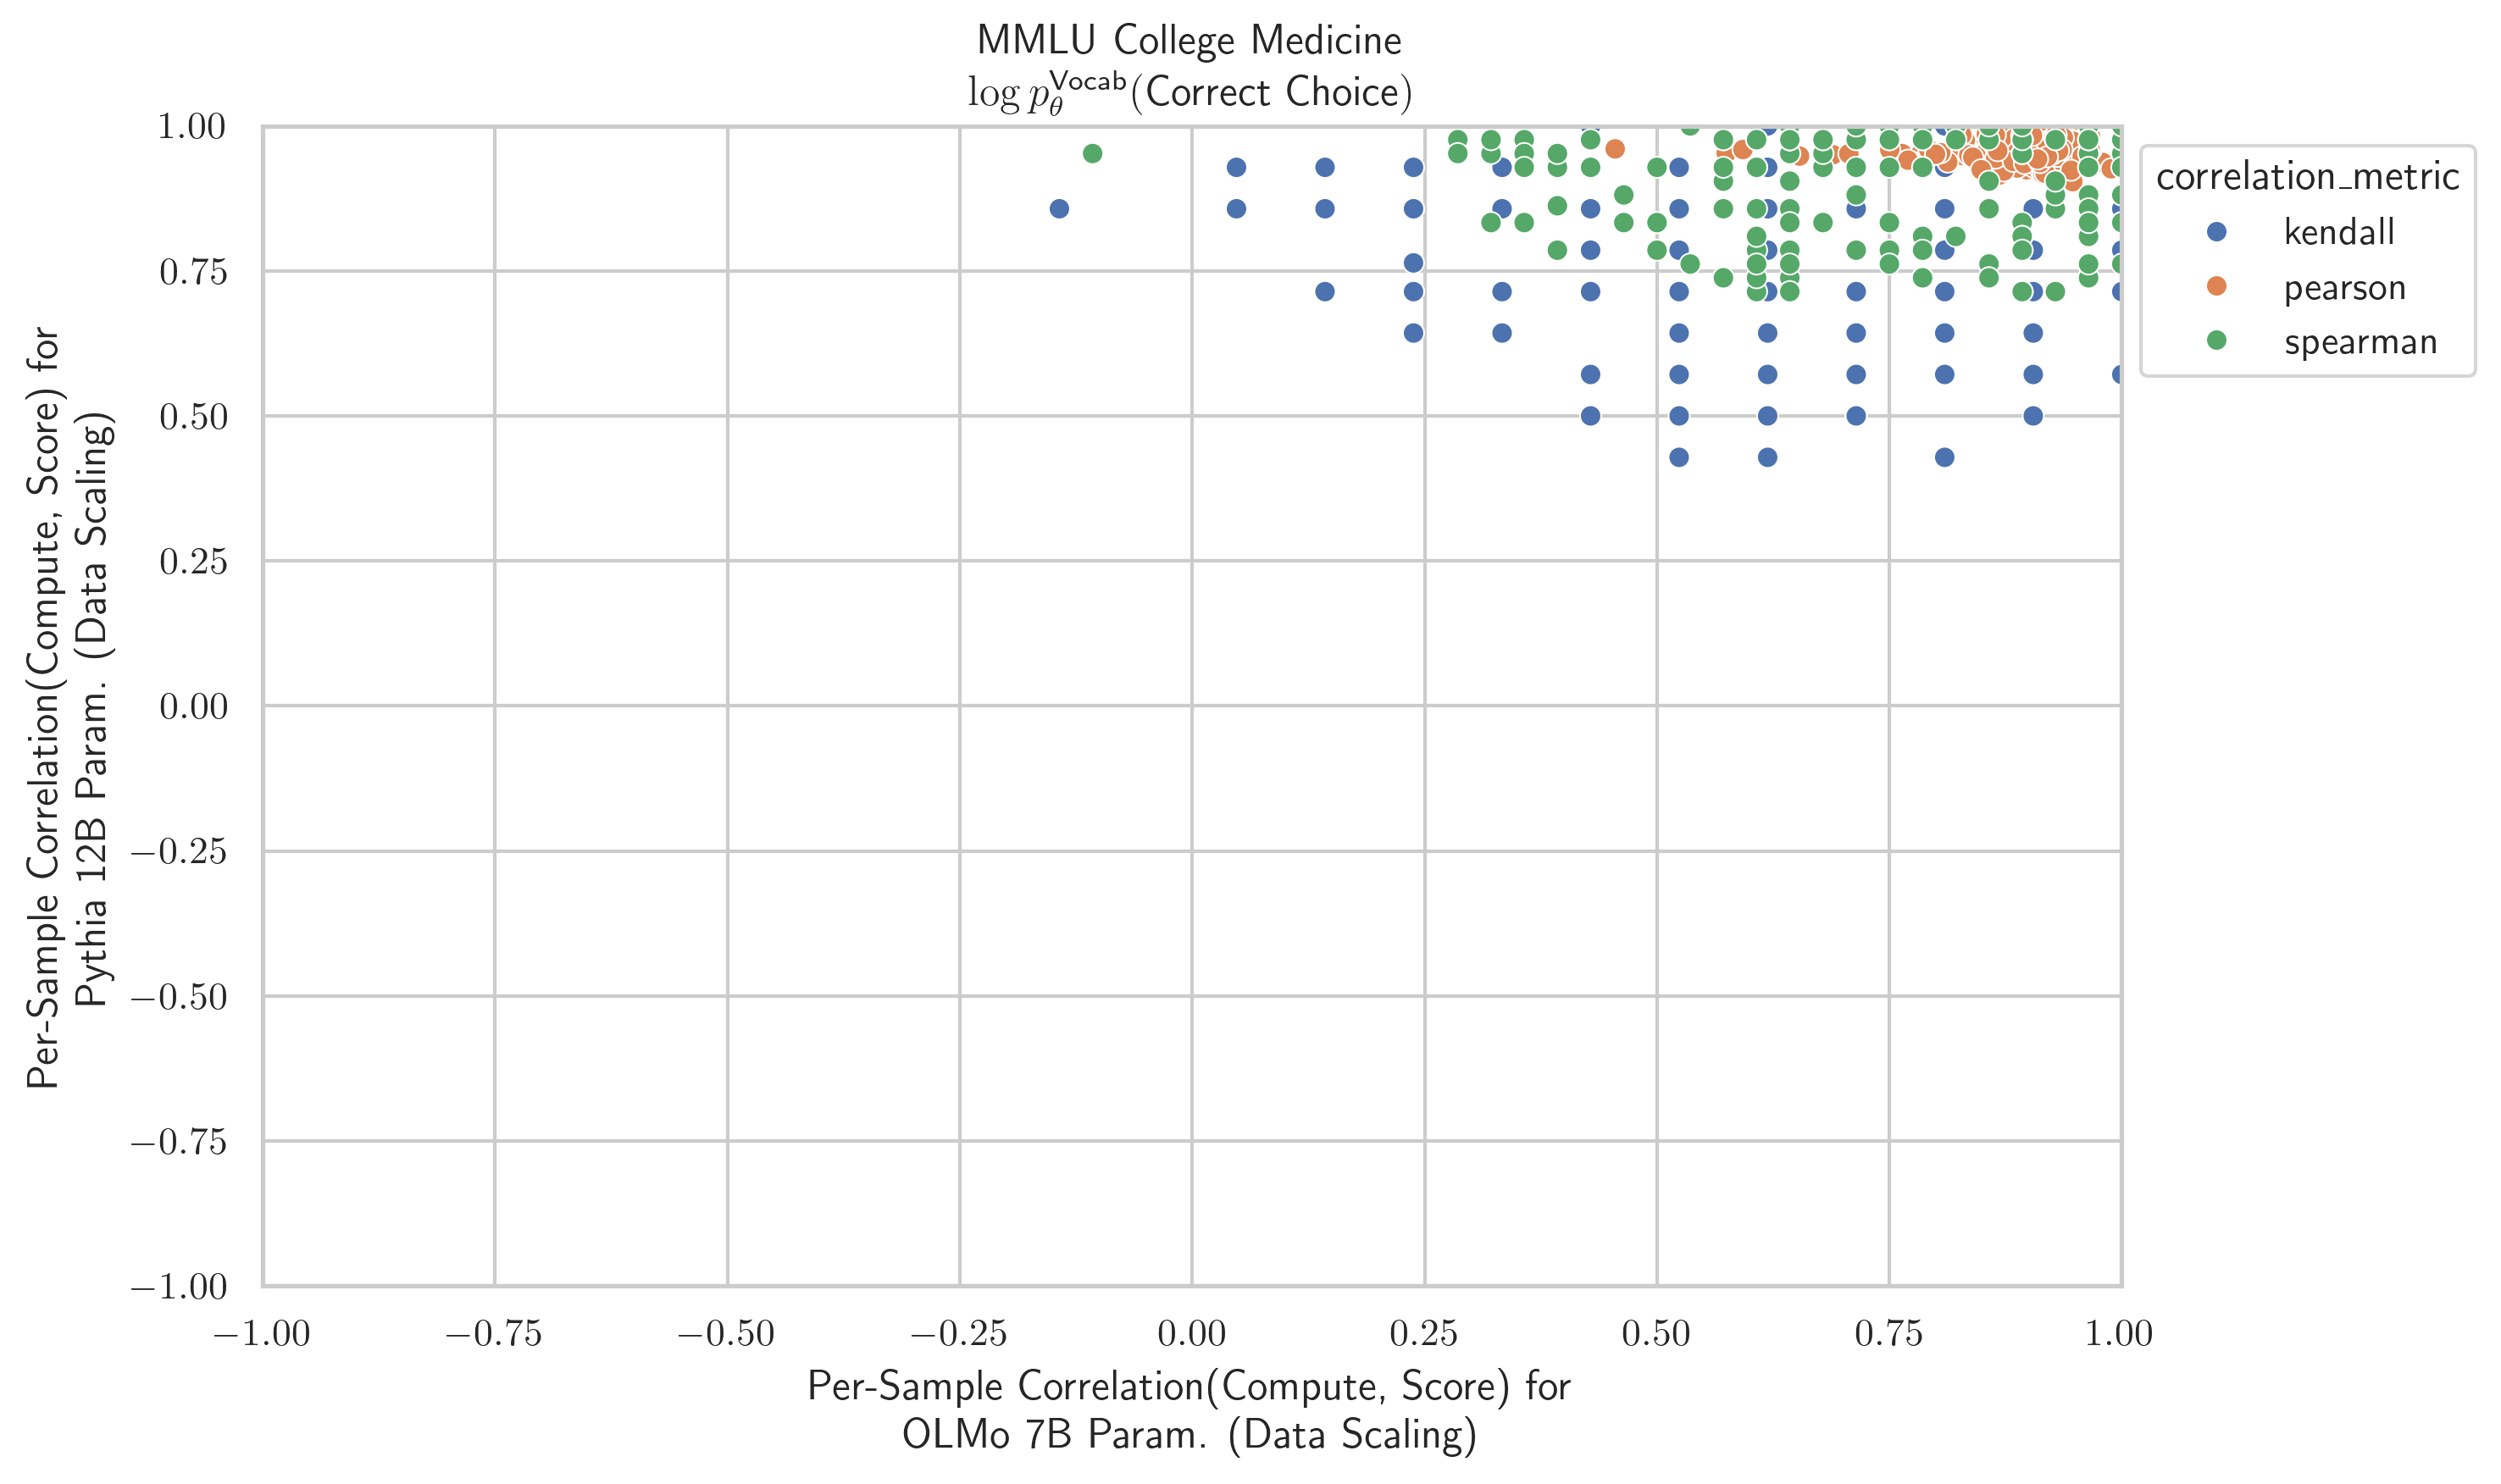 MMLU College Medicine
log p_θ^Vocab(Correct Choice)
1.00
0.75
0.50
0.25
0.00
−0.25
−0.50
−0.75
−1.00
Per-Sample Correlation(Compute, Score) for
Pythia 12B Param. (Data Scaling)
−1.00 −0.75 −0.50 −0.25 0.00 0.25 0.50 0.75 1.00
Per-Sample Correlation(Compute, Score) for
OLMo 7B Param. (Data Scaling)
correlation_metric
kendall
pearson
spearman